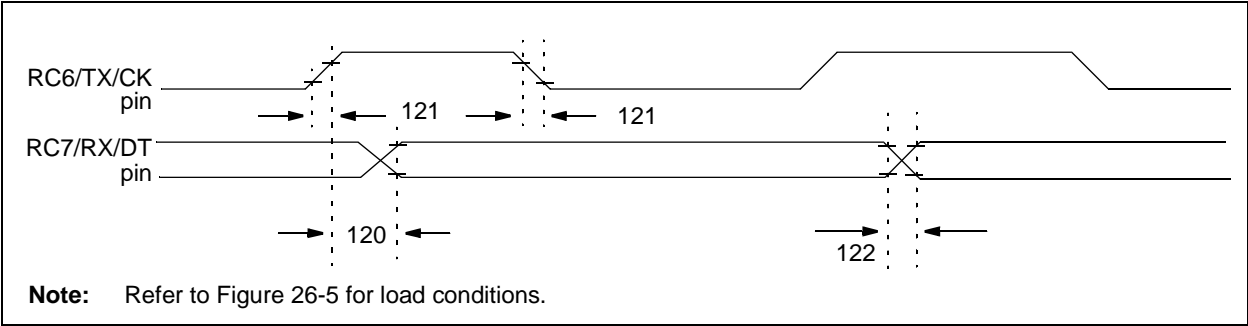 RC6/TX/CK
pin
121
121
RC7/RX/DT
pin
120
122
Note: Refer to Figure 26-5 for load conditions.